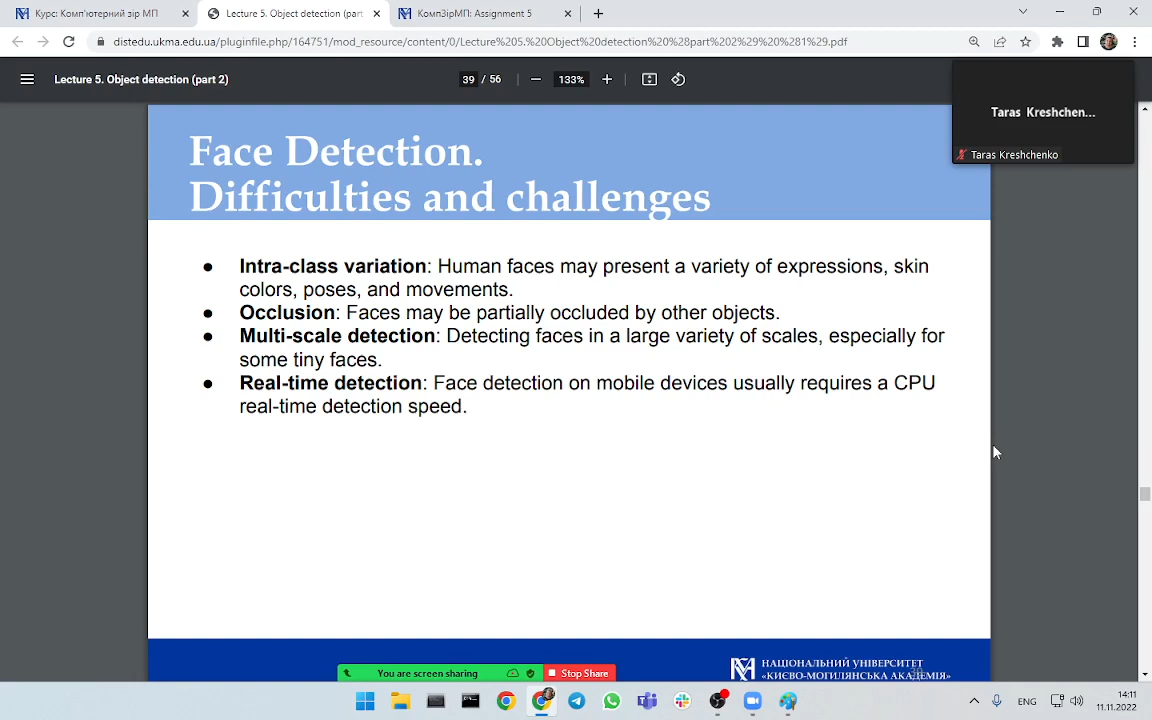 Курс: Комп'ютерний зір МП
Lecture 5. Object detection (part
КомпЗірМП: Assignment 5
distedu.ukma.edu.ua/pluginfile.php/164751/mod_resource/content/0/Lecture%205.%20Object%20detection%20%28part%202%29%20%281%29.pdf
Lecture 5. Object detection (part 2)
39 / 56
133%
Taras Kreshchen...
Taras Kreshchenko
Face Detection.
Difficulties and challenges
● Intra-class variation: Human faces may present a variety of expressions, skin
colors, poses, and movements.
● Occlusion: Faces may be partially occluded by other objects.
● Multi-scale detection: Detecting faces in a large variety of scales, especially for
some tiny faces.
● Real-time detection: Face detection on mobile devices usually requires a CPU
real-time detection speed.
НАЦІОНАЛЬНИЙ УНІВЕРСИТЕТ
«КИЄВО-МОГИЛЯНСЬКА АКАДЕМІЯ»
39
You are screen sharing
Stop Share
ENG
14:11
11.11.2022